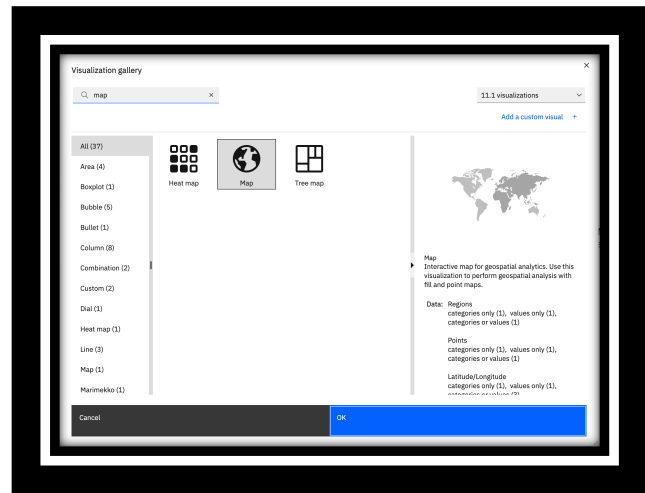 Visualization gallery
map
11.1 visualizations
Add a custom visual +
All (37)
Area (4)
Boxplot (1)
Bubble (5)
Bullet (1)
Column (8)
Combination (2)
Custom (2)
Dial (1)
Heat map (1)
Line (3)
Map (1)
Marimekko (1)
Heat map
Map
Tree map
Map
Interactive map for geospatial analytics. Use this
visualization to perform geospatial analysis with
fill and point maps.
Data: Regions
categories only (1), values only (1),
categories or values (1)
Points
categories only (1), values only (1),
categories or values (1)
Latitude/Longitude
categories only (1), values only (1),
categories or values (2)
Cancel
OK